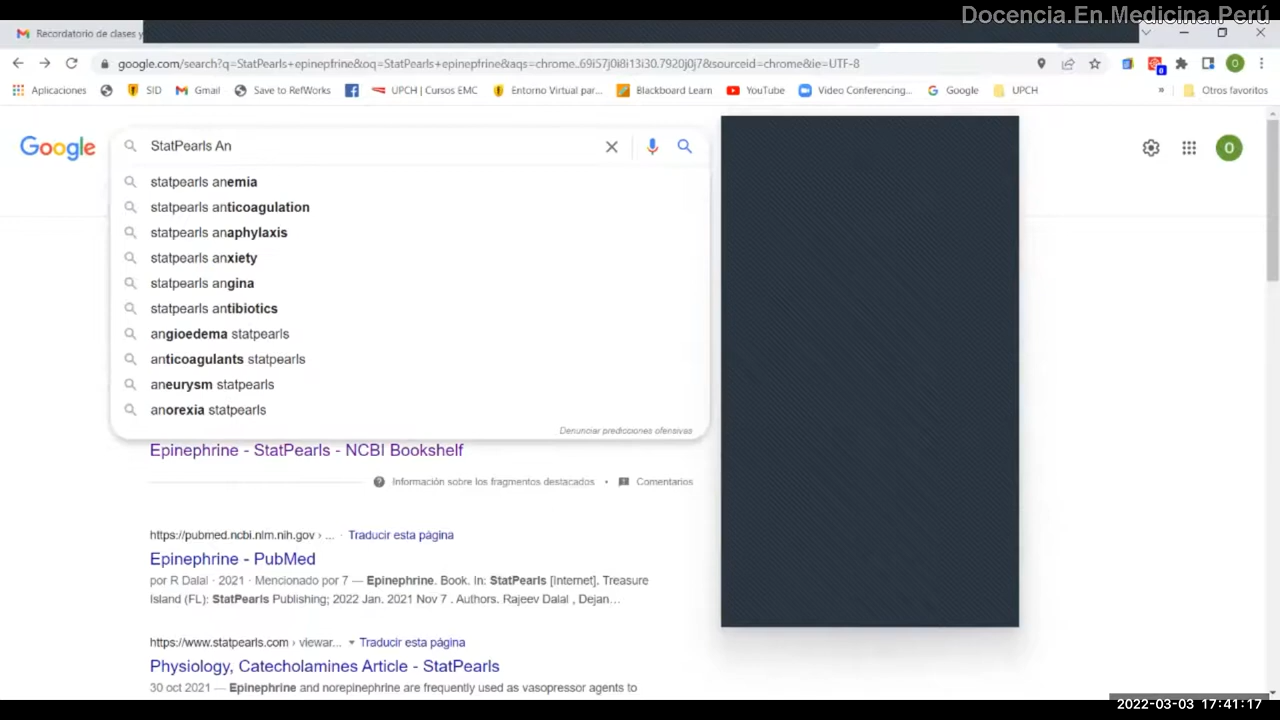 Docencia.En.Medicina.Perú
Recordatorio de clases y
google.com/search?q=StatPearls+epinepfrine&oq=StatPearls+epinepfrine&aqs=chrome..69i57j0i8i13i30.7920j0j7&sourceid=chrome&ie=UTF-8
Aplicaciones SID Gmail Save to RefWorks UPCH | Cursos EMC Entorno Virtual par... Blackboard Learn YouTube Video Conferencing,... Google UPCH » Otros favoritos
Google
StatPearls An
O
statpearls anemia
statpearls anticoagulation
statpearls anaphylaxis
statpearls anxiety
statpearls angina
statpearls antibiotics
angioedema statpearls
anticoagulants statpearls
aneurysm statpearls
anorexia statpearls
Denunciar predicciones ofensivas
Epinephrine - StatPearls - NCBI Bookshelf
Información sobre los fragmentos destacados • Comentarios
https://pubmed.ncbi.nlm.nih.gov › ... · Traducir esta página
Epinephrine - PubMed
por R Dalal · 2021 · Mencionado por 7 — Epinephrine. Book. In: StatPearls [Internet]. Treasure
Island (FL): StatPearls Publishing; 2022 Jan. 2021 Nov 7 . Authors. Rajeev Dalal , Dejan...
https://www.statpearls.com › viewar... Traducir esta página
Physiology, Catecholamines Article - StatPearls
30 oct 2021 — Epinephrine and norepinephrine are frequently used as vasopressor agents to
2022-03-03 17:41:17